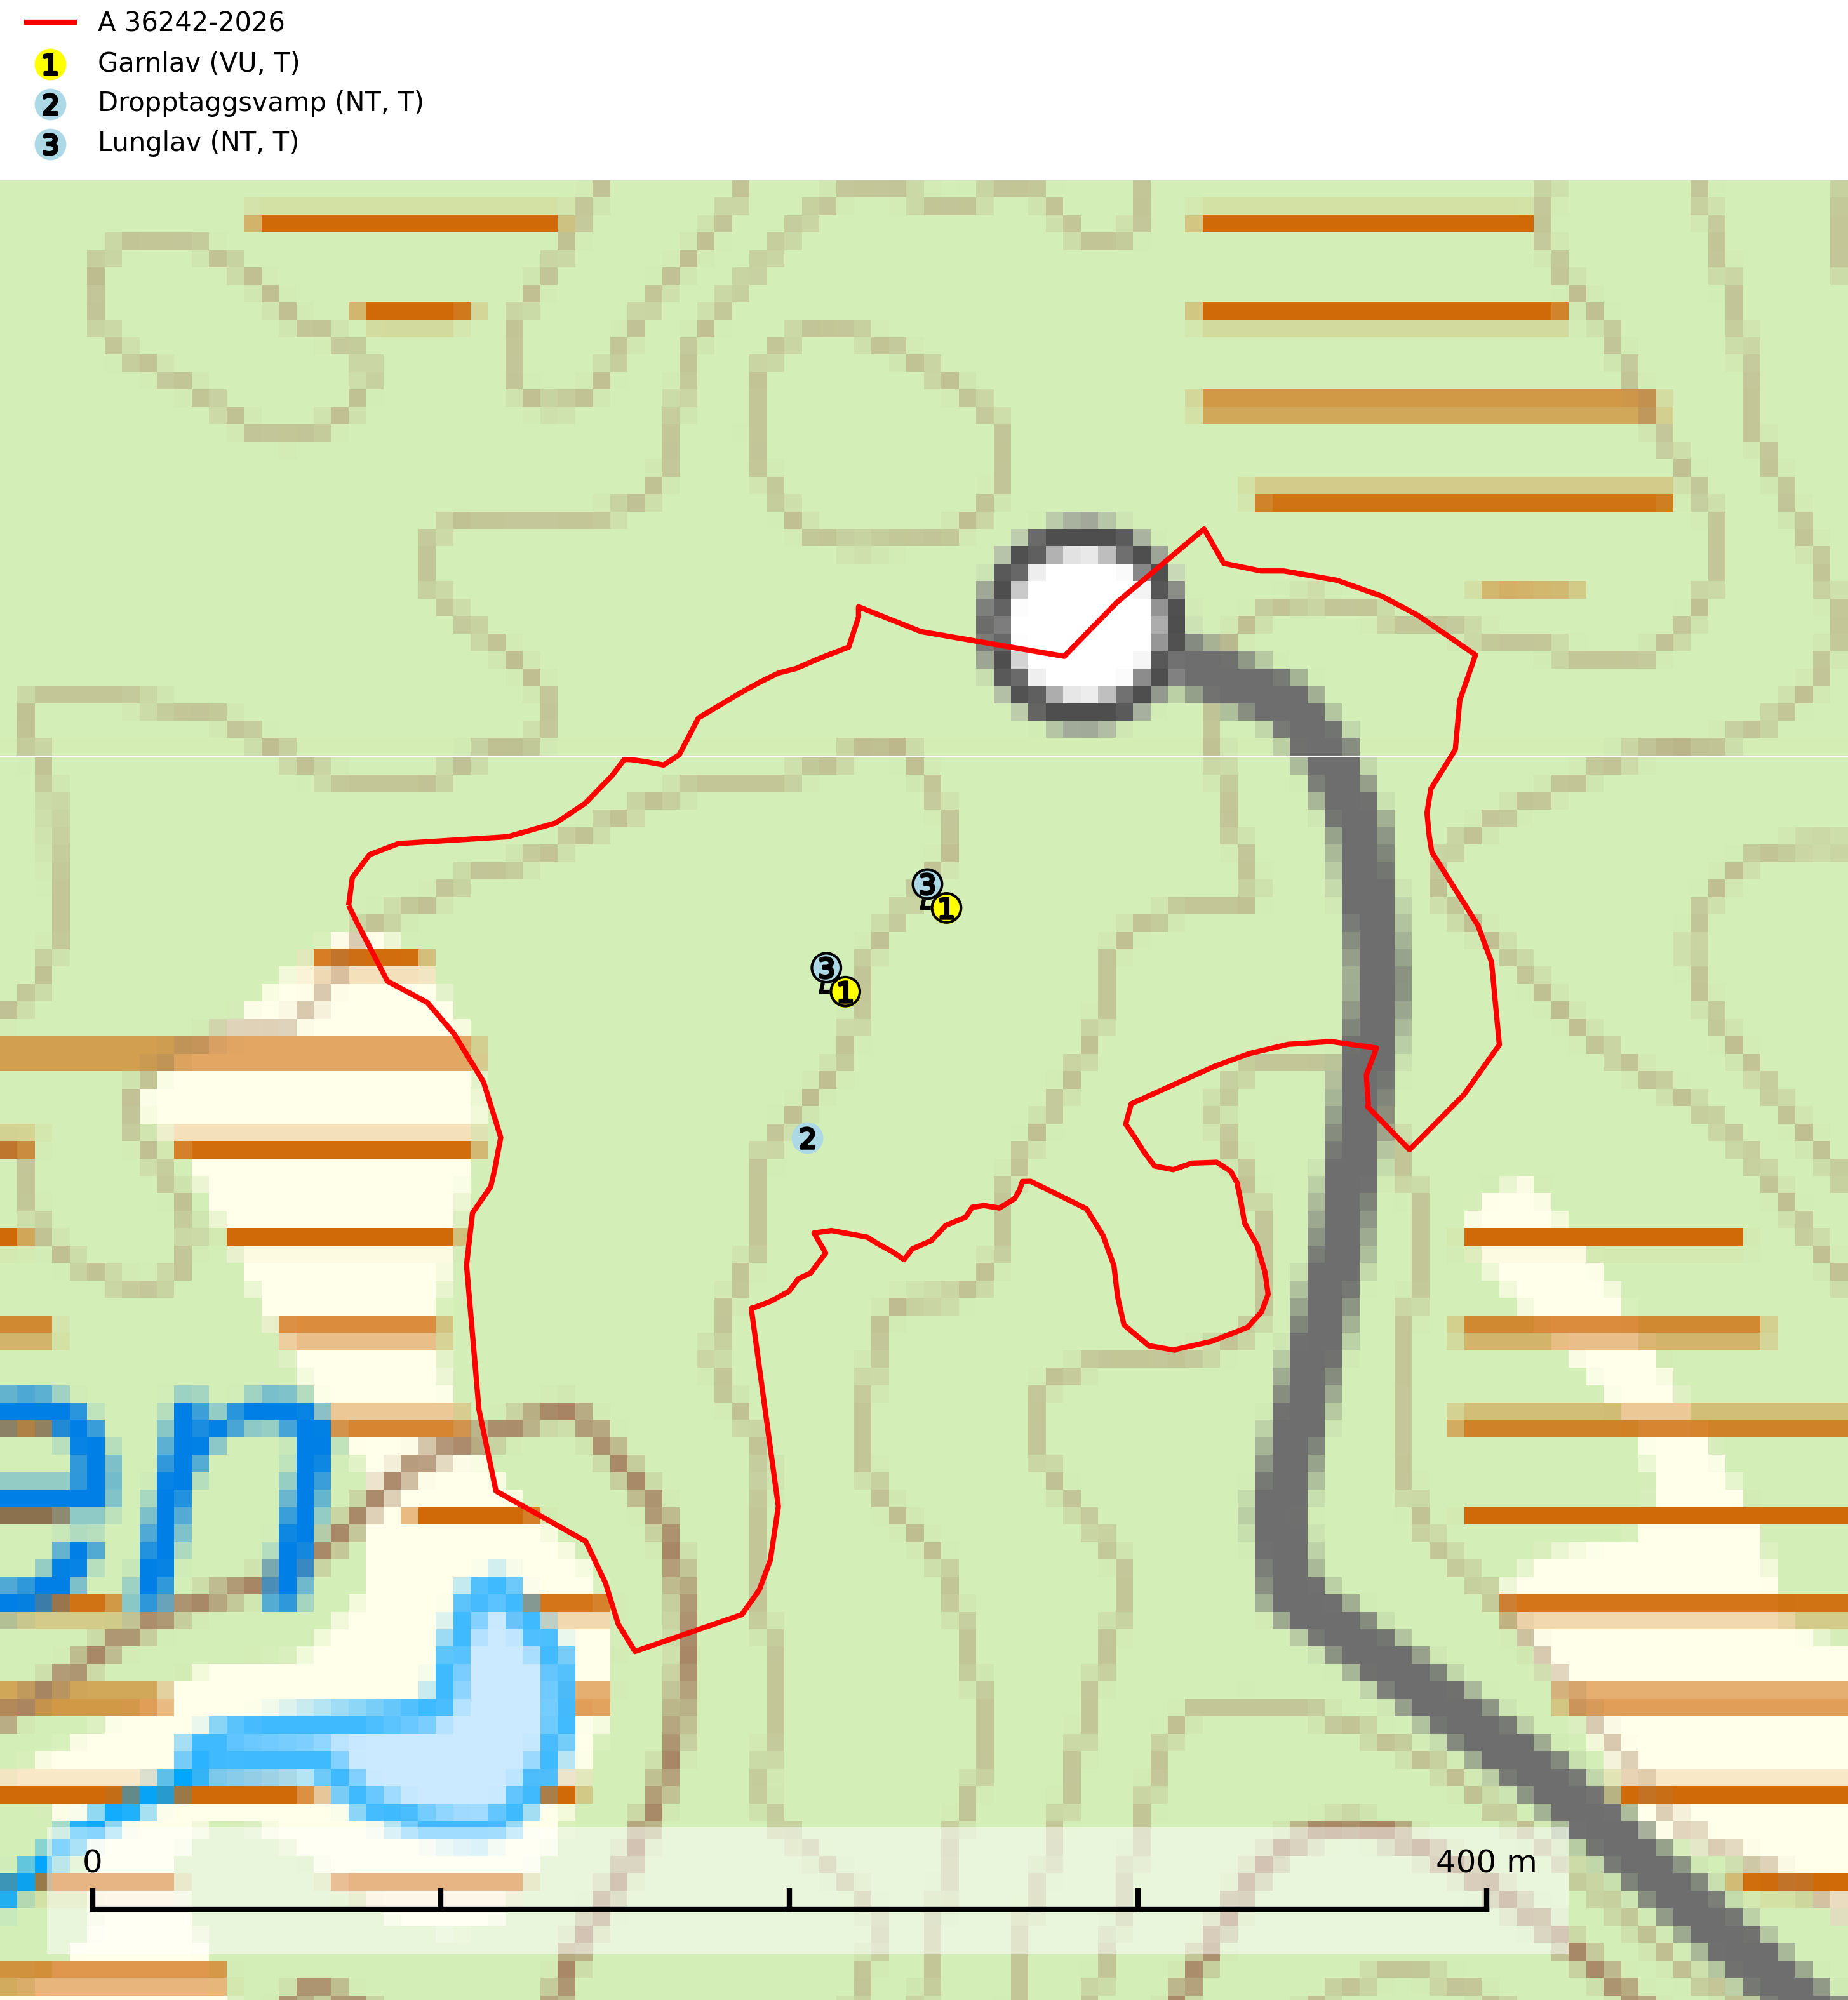 A 36242-2026
1 Garnlav (VU, T)
2 Dropptaggsvamp (NT, T)
3 Lunglav (NT, T)
3
1
3
1
2
n
0 400 m